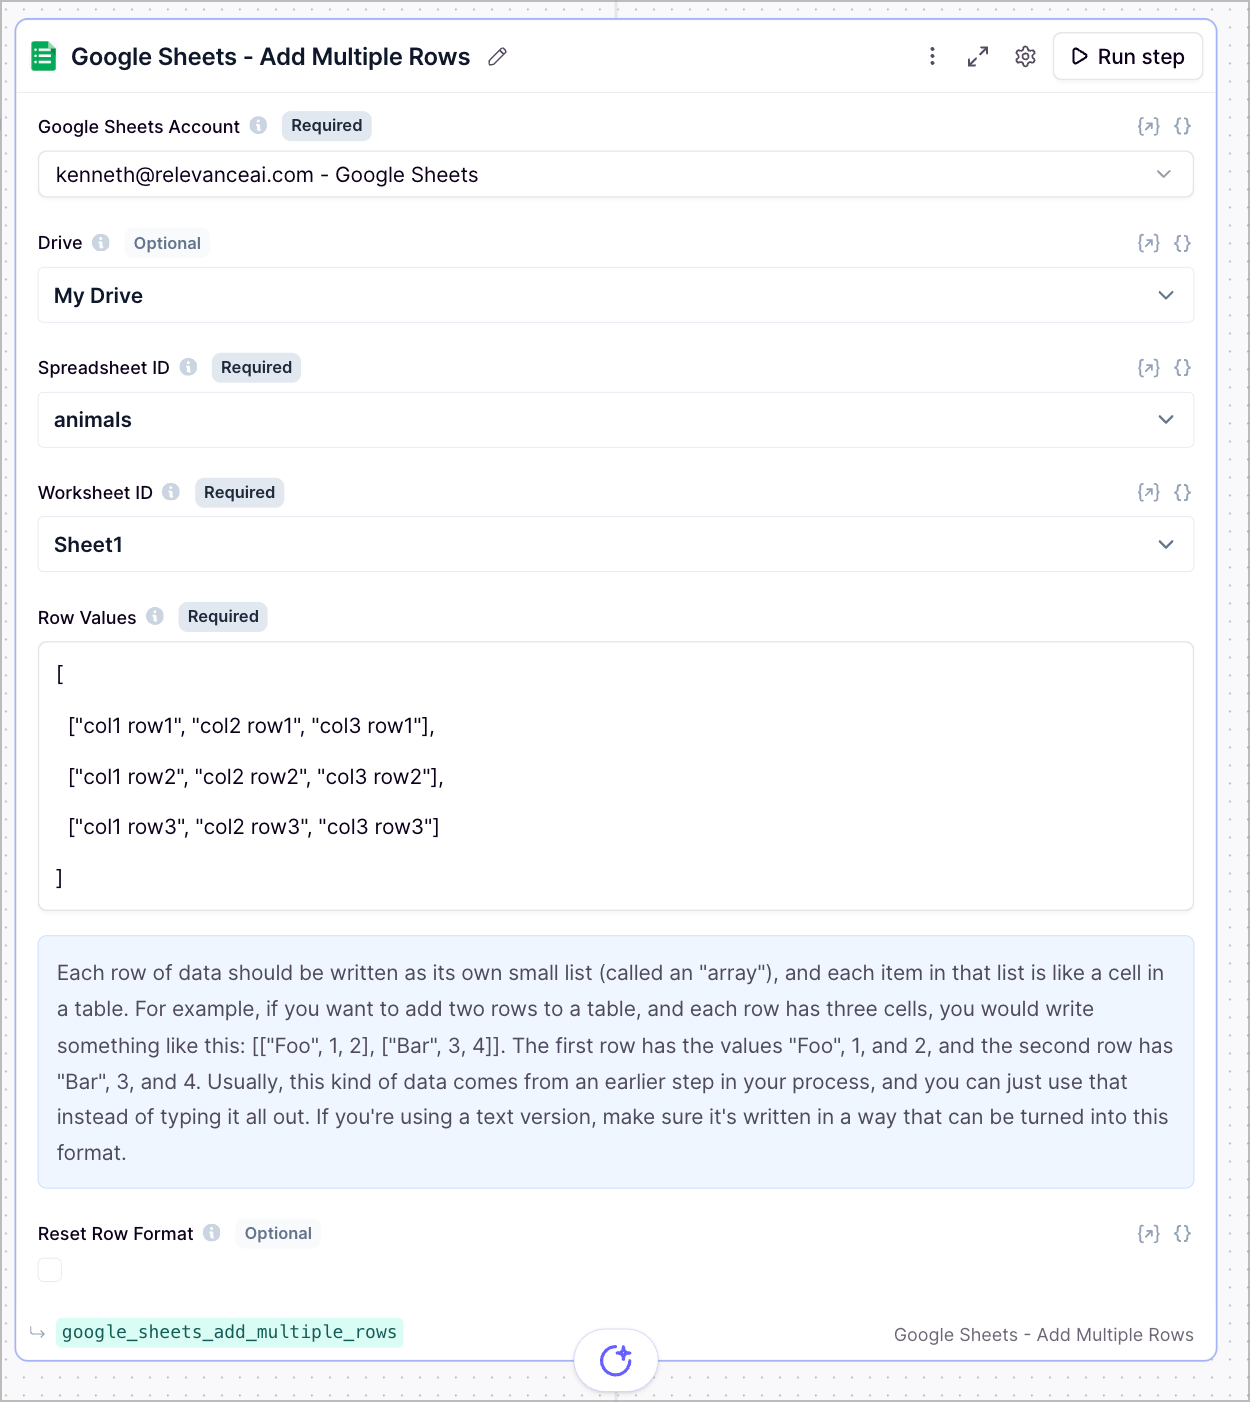 Google Sheets - Add Multiple Rows
Run step
Google Sheets Account Required
kenneth@relevanceai.com - Google Sheets
Drive Optional
My Drive
Spreadsheet ID Required
animals
Worksheet ID Required
Sheet1
Row Values Required
[
["col1 row1", "col2 row1", "col3 row1"],
["col1 row2", "col2 row2", "col3 row2"],
["col1 row3", "col2 row3", "col3 row3"]
]
Each row of data should be written as its own small list (called an "array"), and each item in that list is like a cell in
a table. For example, if you want to add two rows to a table, and each row has three cells, you would write
something like this: [["Foo", 1, 2], ["Bar", 3, 4]]. The first row has the values "Foo", 1, and 2, and the second row has
"Bar", 3, and 4. Usually, this kind of data comes from an earlier step in your process, and you can just use that
instead of typing it all out. If you're using a text version, make sure it's written in a way that can be turned into this
format.
Reset Row Format Optional
google_sheets_add_multiple_rows
Google Sheets - Add Multiple Rows